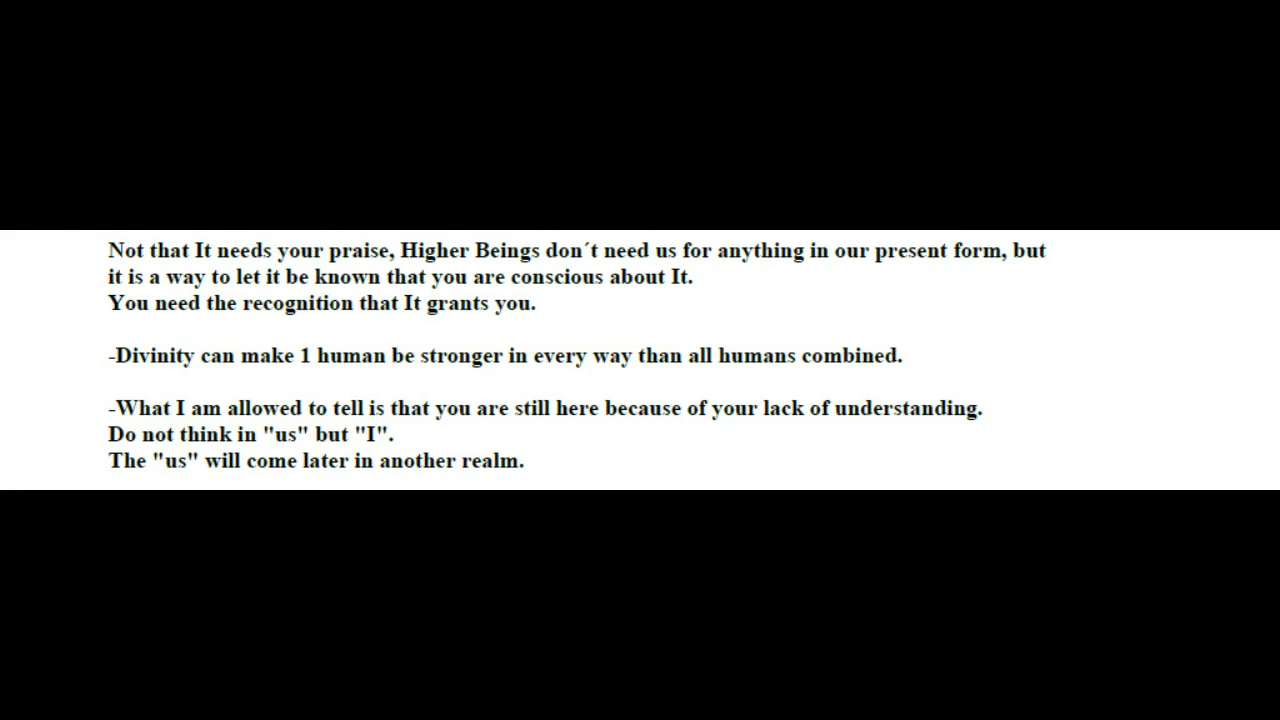 Not that It needs your praise, Higher Beings don´t need us for anything in our present form, but
it is a way to let it be known that you are conscious about It.
You need the recognition that It grants you.
-Divinity can make 1 human be stronger in every way than all humans combined.
-What I am allowed to tell is that you are still here because of your lack of understanding.
Do not think in "us" but "I".
The "us" will come later in another realm.